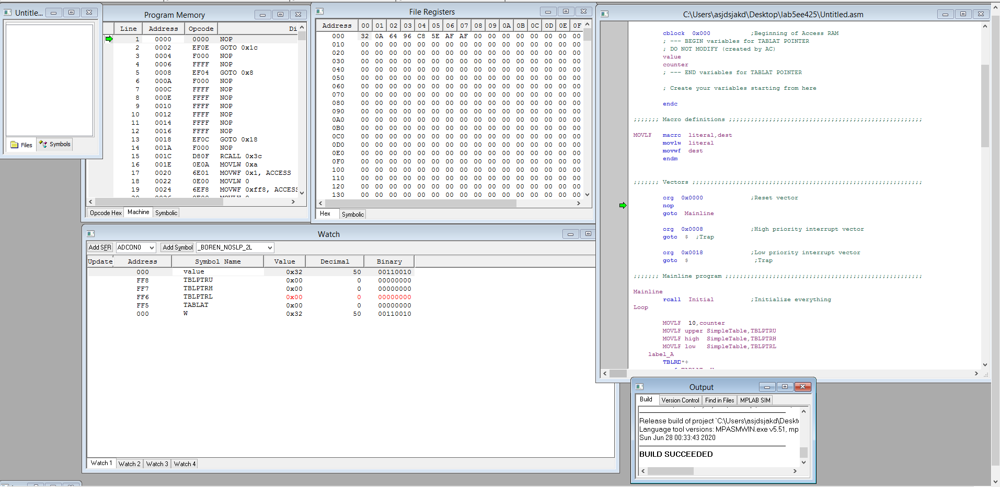 Untitle...
Files
Symbols
Program Memory
Line Address Opcode Di
1 0000 0000 NOP
2 0002 EF0E GOTO 0x1c
3 0004 F000 NOP
4 0006 FFFF NOP
5 0008 EF04 GOTO 0x8
6 000A F000 NOP
7 000C FFFF NOP
8 000E FFFF NOP
9 0010 FFFF NOP
10 0012 FFFF NOP
11 0014 FFFF NOP
12 0016 FFFF NOP
13 0018 EF0C GOTO 0x18
14 001A F000 NOP
15 001C D80F RCALL 0x3c
16 001E 0E0A MOVLW 0xa
17 0020 6E01 MOVWF 0x1, ACCESS
18 0022 0E00 MOVLW 0
19 0024 6EF8 MOVWF 0xff8, ACCESS
Opcode Hex Machine Symbolic
File Registers
Address 00 01 02 03 04 05 06 07 08 09 0A 0B 0C 0D 0E 0F
000 32 0A 64 96 C8 5E AF AF 00 00 00 00 00 00 00 00
010 00 00 00 00 00 00 00 00 00 00 00 00 00 00 00 00
020 00 00 00 00 00 00 00 00 00 00 00 00 00 00 00 00
030 00 00 00 00 00 00 00 00 00 00 00 00 00 00 00 00
040 00 00 00 00 00 00 00 00 00 00 00 00 00 00 00 00
050 00 00 00 00 00 00 00 00 00 00 00 00 00 00 00 00
060 00 00 00 00 00 00 00 00 00 00 00 00 00 00 00 00
070 00 00 00 00 00 00 00 00 00 00 00 00 00 00 00 00
080 00 00 00 00 00 00 00 00 00 00 00 00 00 00 00 00
090 00 00 00 00 00 00 00 00 00 00 00 00 00 00 00 00
0A0 00 00 00 00 00 00 00 00 00 00 00 00 00 00 00 00
0B0 00 00 00 00 00 00 00 00 00 00 00 00 00 00 00 00
0C0 00 00 00 00 00 00 00 00 00 00 00 00 00 00 00 00
0D0 00 00 00 00 00 00 00 00 00 00 00 00 00 00 00 00
0E0 00 00 00 00 00 00 00 00 00 00 00 00 00 00 00 00
0F0 00 00 00 00 00 00 00 00 00 00 00 00 00 00 00 00
100 00 00 00 00 00 00 00 00 00 00 00 00 00 00 00 00
110 00 00 00 00 00 00 00 00 00 00 00 00 00 00 00 00
120 00 00 00 00 00 00 00 00 00 00 00 00 00 00 00 00
130 00 00 00 00 00 00 00 00 00 00 00 00 00 00 00 00
Hex Symbolic
Watch
Add SFR ADCON0 Add Symbol _BOREN_NOSLP_2L
Update Address Symbol Name Value Decimal Binary
000 value 0x32 50 00110010
FF8 TBLPTRU 0x00 0 00000000
FF7 TBLPTRH 0x00 0 00000000
FF6 TBLPTRL 0x00 0 00000000
FF5 TABLAT 0x00 0 00000000
000 W 0x32 50 00110010
Watch 1 Watch 2 Watch 3 Watch 4
C:\Users\asjdsjakd\Desktop\lab5ee425\Untitled.asm
cblock 0x000 ;Beginning of Access RAM
; --- BEGIN variables for TABLAT POINTER
; DO NOT MODIFY (created by AC)
value
counter
; --- END variables for TABLAT POINTER
; Create your variables starting from here
endc
;;;;;;; Macro definitions ;;;;;;;;;;;;;;;;;;;;;;;;;;;;;;;;;;;;;;;;;;;;;;;;;;;;;
MOVLF macro literal,dest
movlw literal
movwf dest
endm
;;;;;;; Vectors ;;;;;;;;;;;;;;;;;;;;;;;;;;;;;;;;;;;;;;;;;;;;;;;;;;;;;;;;;;;;;;;
org 0x0000 ;Reset vector
nop
goto Mainline
org 0x0008 ;High priority interrupt vector
goto $ ;Trap
org 0x0018 ;Low priority interrupt vector
goto $ ;Trap
;;;;;;; Mainline program ;;;;;;;;;;;;;;;;;;;;;;;;;;;;;;;;;;;;;;;;;;;;;;;;;;;;;;
Mainline
rcall Initial ;Initialize everything
Loop
MOVLF 10,counter
MOVLF upper SimpleTable,TBLPTRU
MOVLF high SimpleTable,TBLPTRH
MOVLF low SimpleTable,TBLPTRL
label_A
TBLRD*+
Output
Build Version Control Find in Files MPLAB SIM
Release build of project `C:\Users\asjdsjakd\Deskt
Language tool versions: MPASMWIN.exe v5.51, mp
Sun Jun 28 00:33:43 2020
BUILD SUCCEEDED